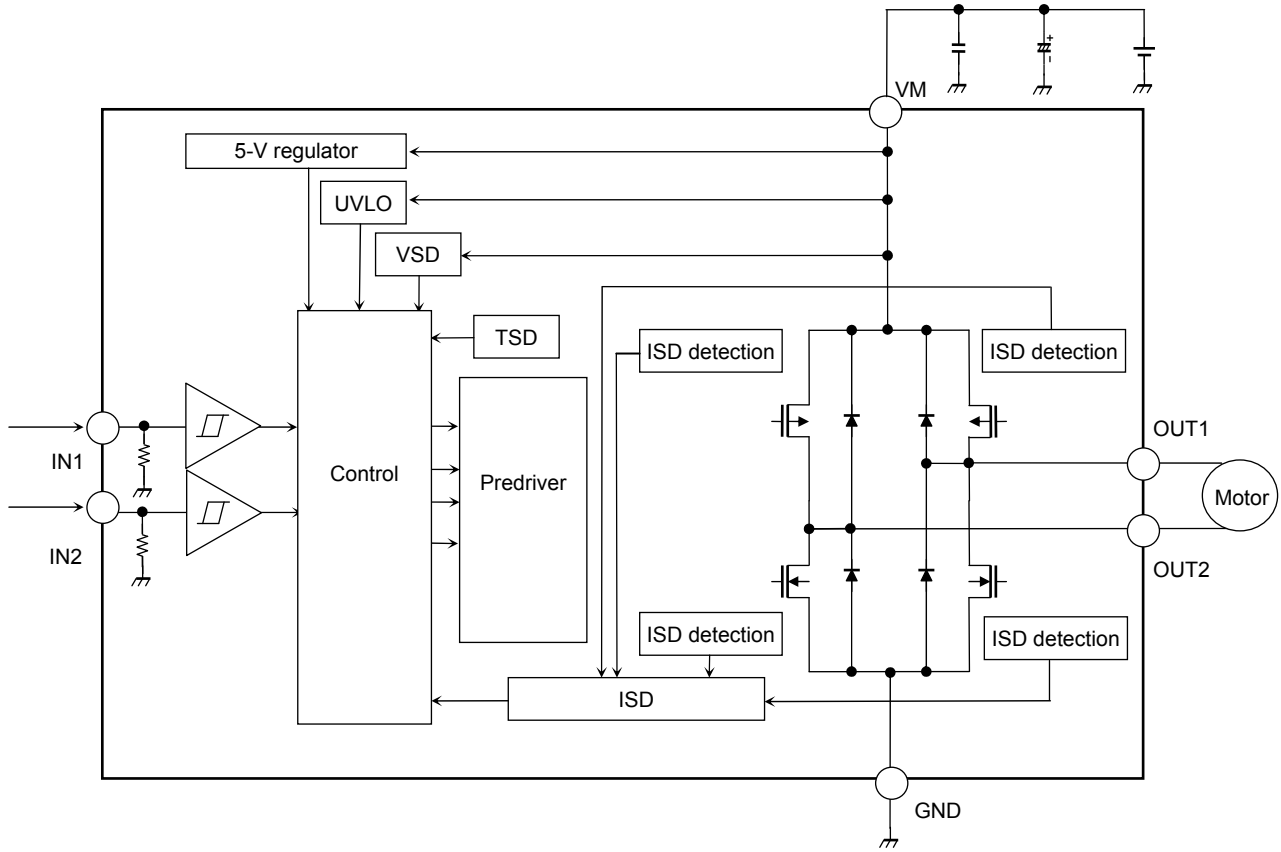 +
-
VM
5-V regulator
UVLO
VSD
TSD
ISD detection
ISD detection
IN1
IN2
Control
Predriver
OUT1
Motor
OUT2
ISD detection
ISD detection
ISD
GND